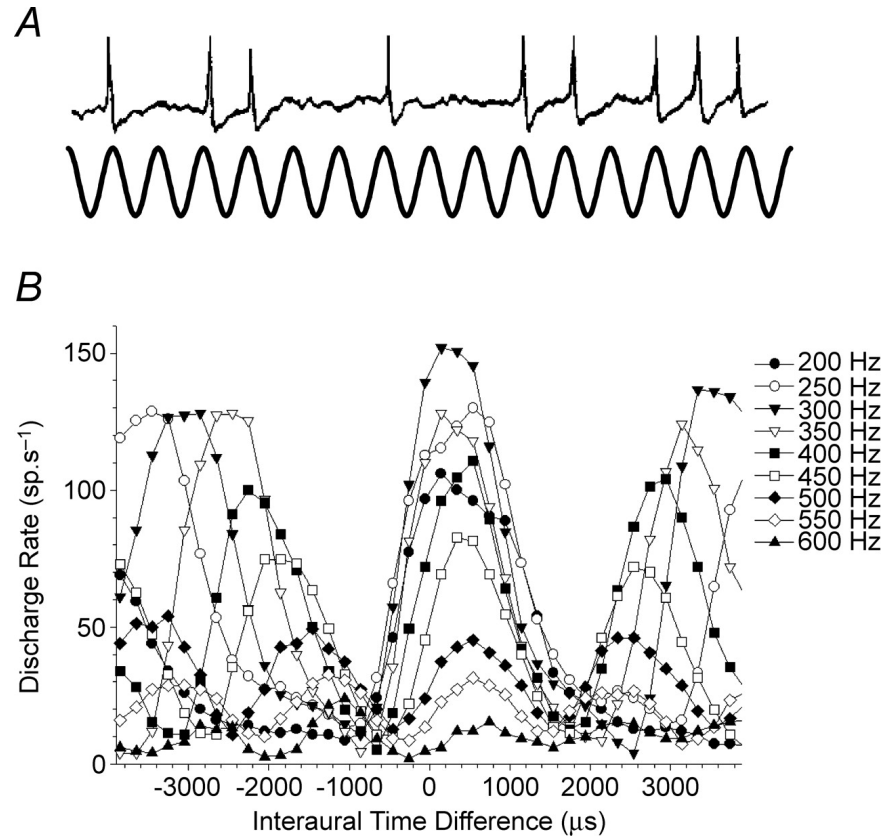 A
B
150
100
50
0
Discharge Rate (sp.s⁻¹)
-3000 -2000 -1000 0 1000 2000 3000
Interaural Time Difference (μs)
200 Hz
250 Hz
300 Hz
350 Hz
400 Hz
450 Hz
500 Hz
550 Hz
600 Hz